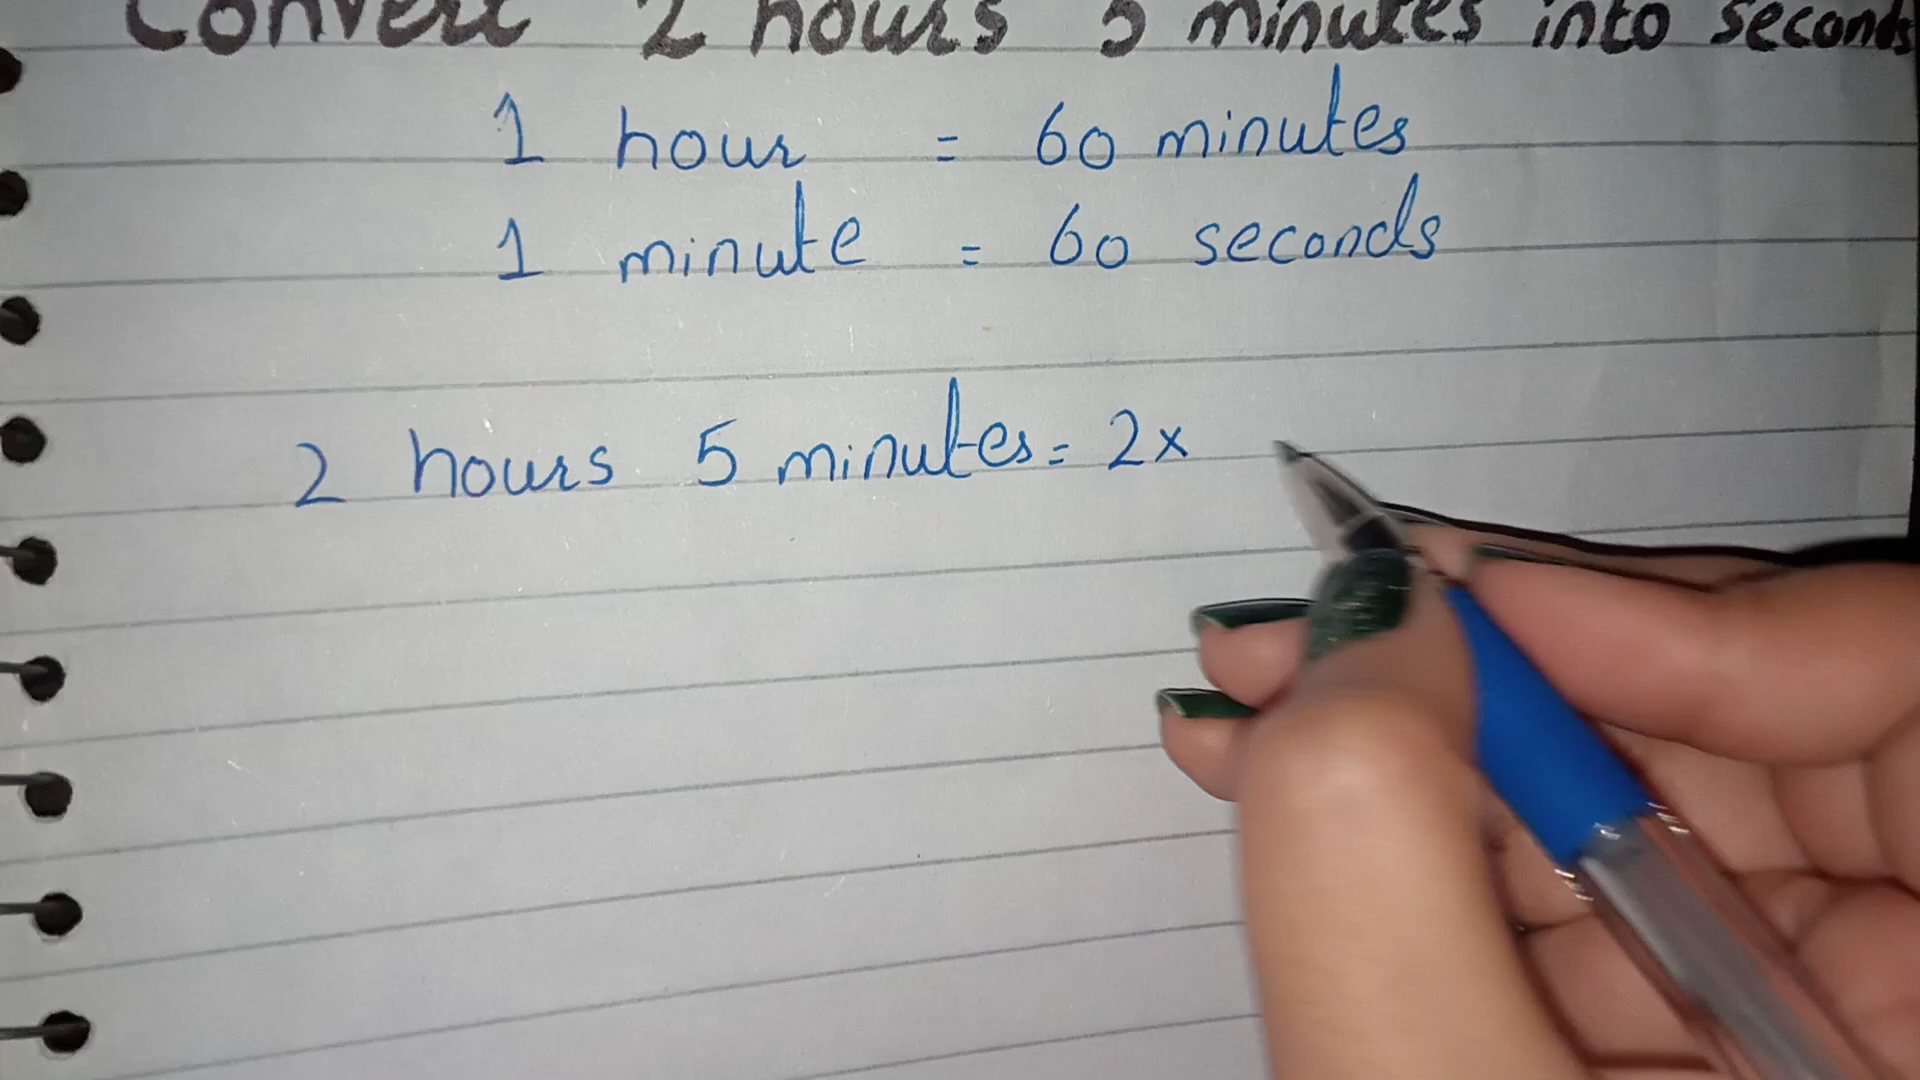 Convert 2 hours 5 minutes into seconds
1 hour = 60 minutes
1 minute = 60 seconds
2 hours 5 minutes = 2x